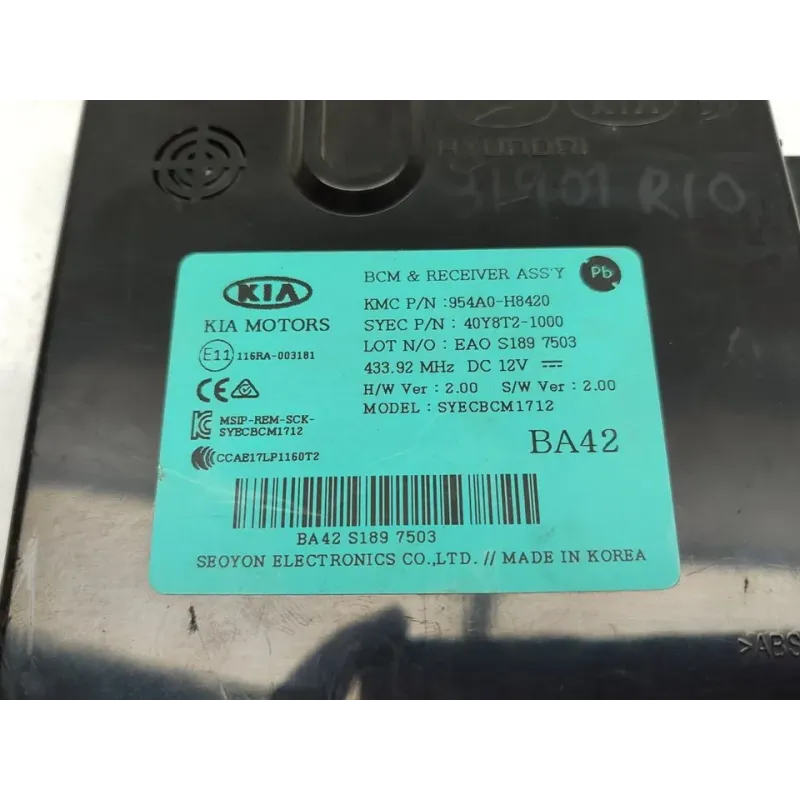 KIA
HYUNDAI
JL901 RIO
BCM & RECEIVER ASS'Y
Pb
KIA
KIA MOTORS
KMC P/N : 954A0-H8420
SYEC P/N : 40Y8T2-1000
LOT N/O : EAO S189 7503
433.92 MHz DC 12V
H/W Ver : 2.00 S/W Ver : 2.00
MODEL : SYECBCM1712
E11 116RA-003181
CE
MSIP-REM-SCK-
SYECBCM1712
CCAE17LP1160T2
BA42
BA42 S189 7503
SEOYON ELECTRONICS CO.,LTD. // MADE IN KOREA
>ABS